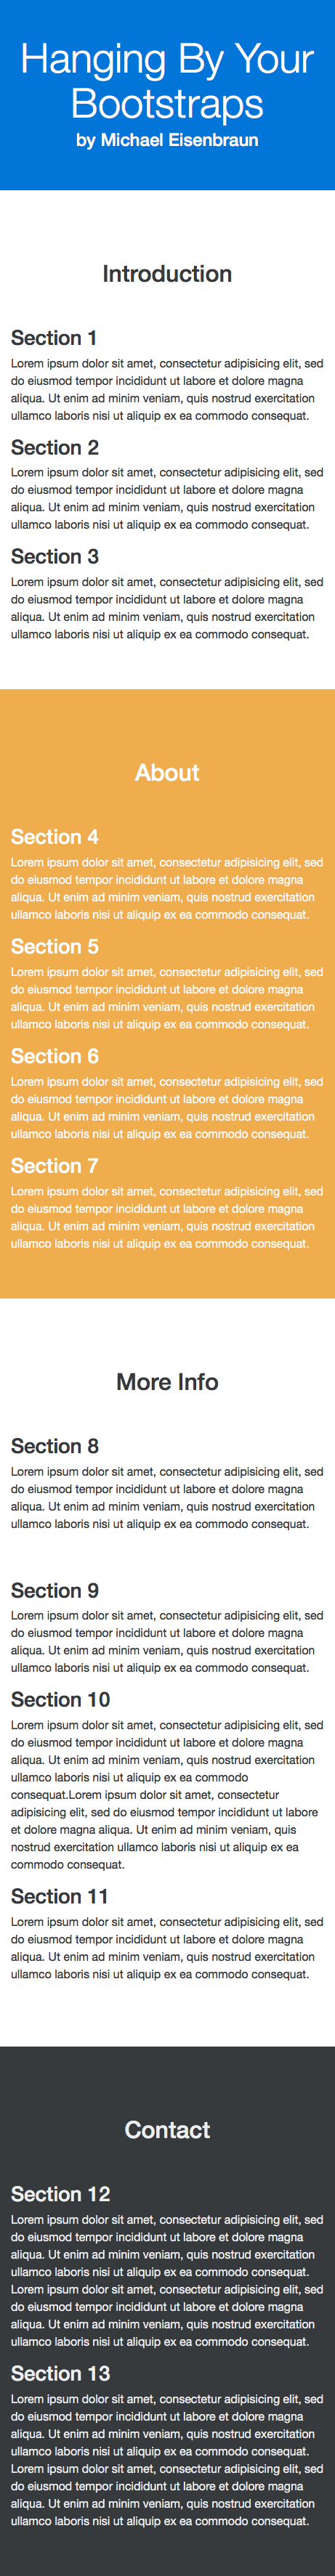 Hanging By Your
Bootstraps
by Michael Eisenbraun
Introduction
Section 1
Lorem ipsum dolor sit amet, consectetur adipisicing elit, sed
do eiusmod tempor incididunt ut labore et dolore magna
aliqua. Ut enim ad minim veniam, quis nostrud exercitation
ullamco laboris nisi ut aliquip ex ea commodo consequat.
Section 2
Lorem ipsum dolor sit amet, consectetur adipisicing elit, sed
do eiusmod tempor incididunt ut labore et dolore magna
aliqua. Ut enim ad minim veniam, quis nostrud exercitation
ullamco laboris nisi ut aliquip ex ea commodo consequat.
Section 3
Lorem ipsum dolor sit amet, consectetur adipisicing elit, sed
do eiusmod tempor incididunt ut labore et dolore magna
aliqua. Ut enim ad minim veniam, quis nostrud exercitation
ullamco laboris nisi ut aliquip ex ea commodo consequat.
About
Section 4
Lorem ipsum dolor sit amet, consectetur adipisicing elit, sed
do eiusmod tempor incididunt ut labore et dolore magna
aliqua. Ut enim ad minim veniam, quis nostrud exercitation
ullamco laboris nisi ut aliquip ex ea commodo consequat.
Section 5
Lorem ipsum dolor sit amet, consectetur adipisicing elit, sed
do eiusmod tempor incididunt ut labore et dolore magna
aliqua. Ut enim ad minim veniam, quis nostrud exercitation
ullamco laboris nisi ut aliquip ex ea commodo consequat.
Section 6
Lorem ipsum dolor sit amet, consectetur adipisicing elit, sed
do eiusmod tempor incididunt ut labore et dolore magna
aliqua. Ut enim ad minim veniam, quis nostrud exercitation
ullamco laboris nisi ut aliquip ex ea commodo consequat.
Section 7
Lorem ipsum dolor sit amet, consectetur adipisicing elit, sed
do eiusmod tempor incididunt ut labore et dolore magna
aliqua. Ut enim ad minim veniam, quis nostrud exercitation
ullamco laboris nisi ut aliquip ex ea commodo consequat.
More Info
Section 8
Lorem ipsum dolor sit amet, consectetur adipisicing elit, sed
do eiusmod tempor incididunt ut labore et dolore magna
aliqua. Ut enim ad minim veniam, quis nostrud exercitation
ullamco laboris nisi ut aliquip ex ea commodo consequat.
Section 9
Lorem ipsum dolor sit amet, consectetur adipisicing elit, sed
do eiusmod tempor incididunt ut labore et dolore magna
aliqua. Ut enim ad minim veniam, quis nostrud exercitation
ullamco laboris nisi ut aliquip ex ea commodo consequat.
Section 10
Lorem ipsum dolor sit amet, consectetur adipisicing elit, sed
do eiusmod tempor incididunt ut labore et dolore magna
aliqua. Ut enim ad minim veniam, quis nostrud exercitation
ullamco laboris nisi ut aliquip ex ea commodo
consequat.Lorem ipsum dolor sit amet, consectetur
adipisicing elit, sed do eiusmod tempor incididunt ut labore
et dolore magna aliqua. Ut enim ad minim veniam, quis
nostrud exercitation ullamco laboris nisi ut aliquip ex ea
commodo consequat.
Section 11
Lorem ipsum dolor sit amet, consectetur adipisicing elit, sed
do eiusmod tempor incididunt ut labore et dolore magna
aliqua. Ut enim ad minim veniam, quis nostrud exercitation
ullamco laboris nisi ut aliquip ex ea commodo consequat.
Contact
Section 12
Lorem ipsum dolor sit amet, consectetur adipisicing elit, sed
do eiusmod tempor incididunt ut labore et dolore magna
aliqua. Ut enim ad minim veniam, quis nostrud exercitation
ullamco laboris nisi ut aliquip ex ea commodo consequat.
Lorem ipsum dolor sit amet, consectetur adipisicing elit, sed
do eiusmod tempor incididunt ut labore et dolore magna
aliqua. Ut enim ad minim veniam, quis nostrud exercitation
ullamco laboris nisi ut aliquip ex ea commodo consequat.
Section 13
Lorem ipsum dolor sit amet, consectetur adipisicing elit, sed
do eiusmod tempor incididunt ut labore et dolore magna
aliqua. Ut enim ad minim veniam, quis nostrud exercitation
ullamco laboris nisi ut aliquip ex ea commodo consequat.
Lorem ipsum dolor sit amet, consectetur adipisicing elit, sed
do eiusmod tempor incididunt ut labore et dolore magna
aliqua. Ut enim ad minim veniam, quis nostrud exercitation
ullamco laboris nisi ut aliquip ex ea commodo consequat.